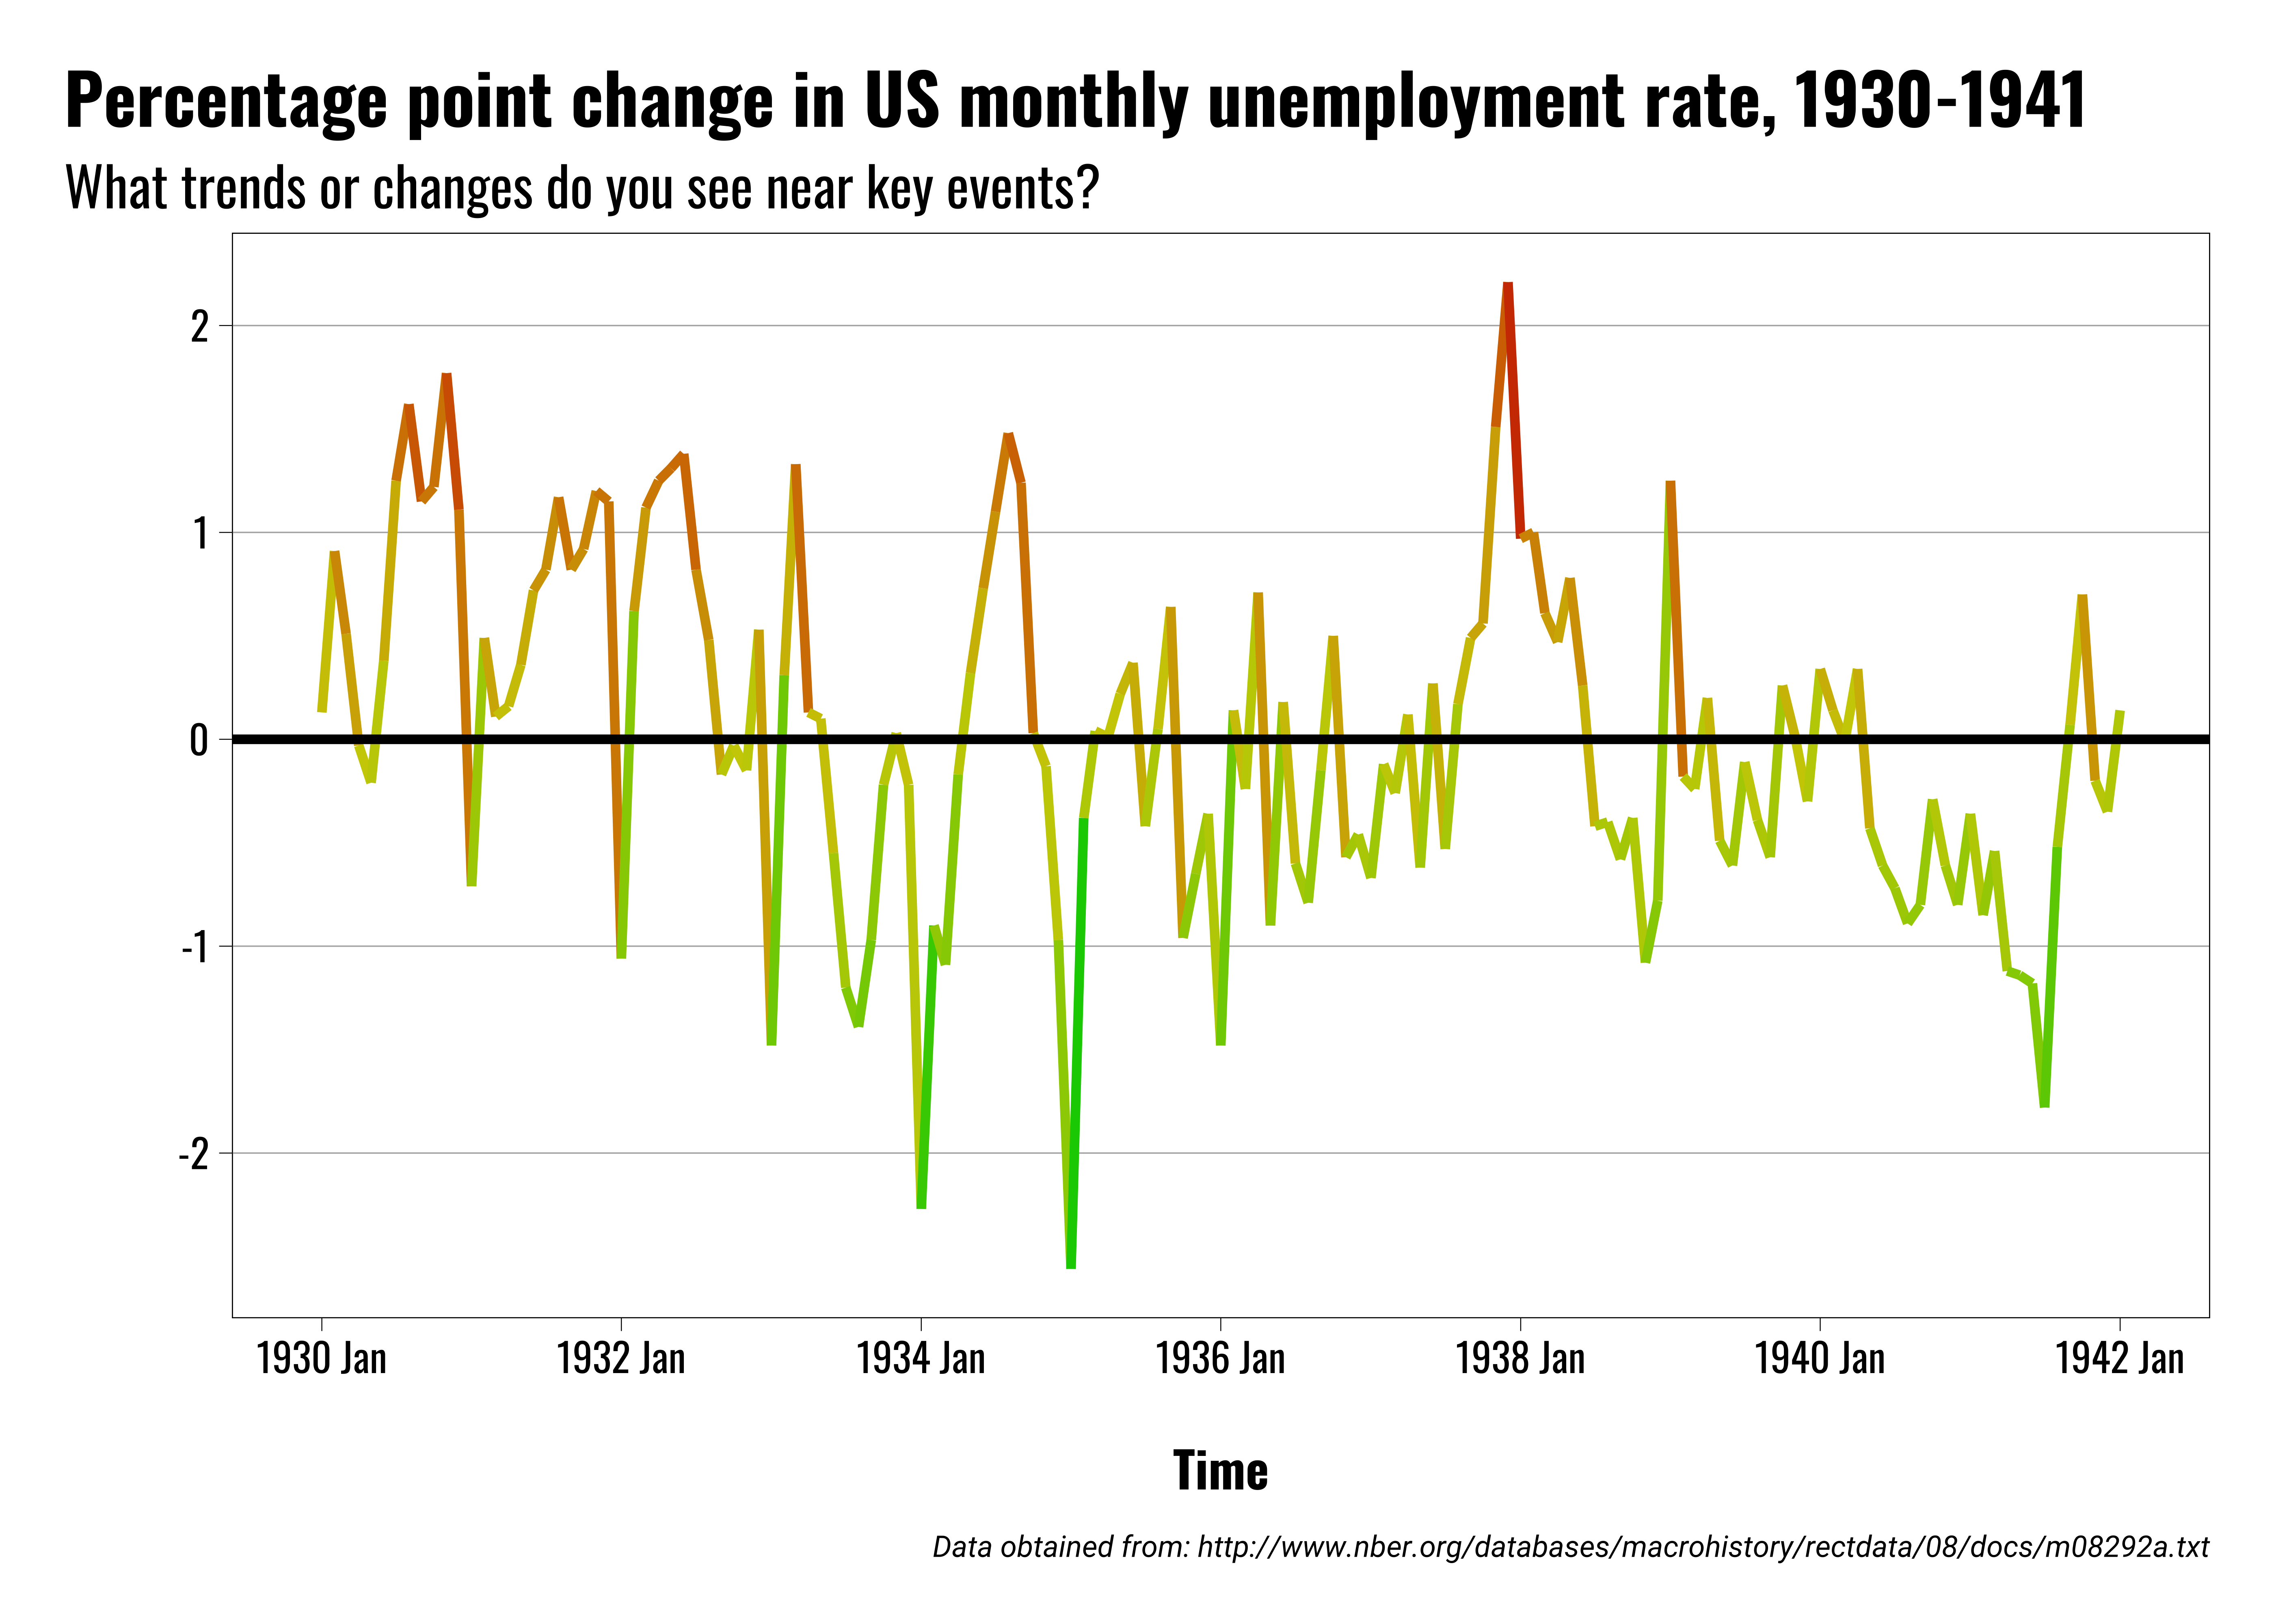 Percentage point change in US monthly unemployment rate, 1930-1941
What trends or changes do you see near key events?
2
1
0
-1
-2
1930 Jan
1932 Jan
1934 Jan
1936 Jan
1938 Jan
1940 Jan
1942 Jan
Time
Data obtained from: http://www.nber.org/databases/macrohistory/rectdata/08/docs/m08292a.txt